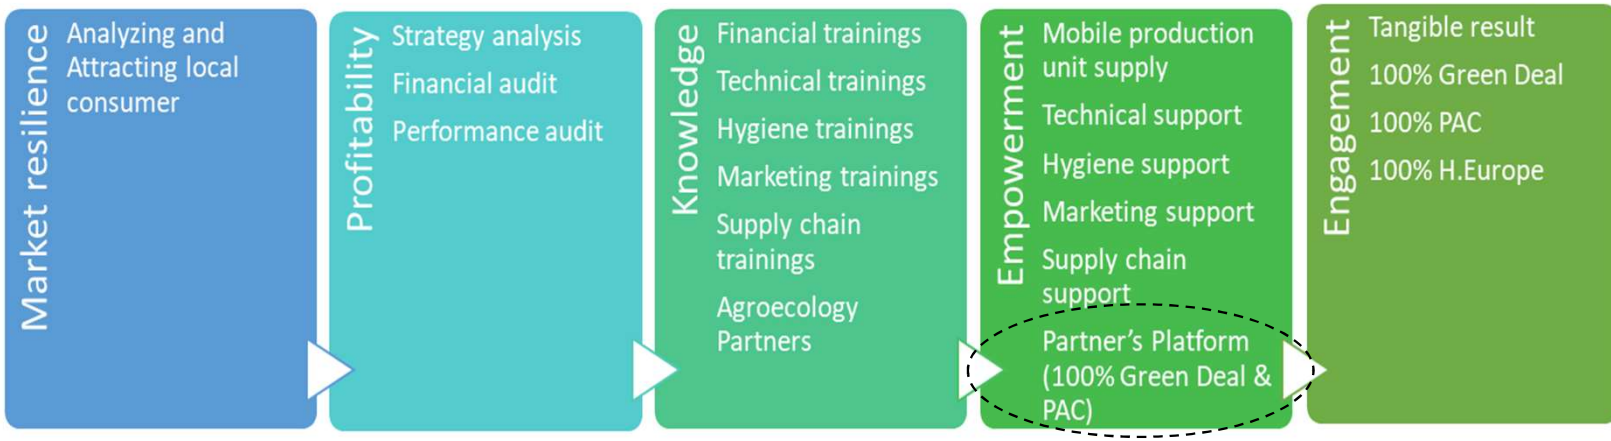 Market resilience
Analyzing and
Attracting local
consumer
Profitability
Strategy analysis
Financial audit
Performance audit
Knowledge
Financial trainings
Technical trainings
Hygiene trainings
Marketing trainings
Supply chain
trainings
Agroecology
Partners
Empowerment
Mobile production
unit supply
Technical support
Hygiene support
Marketing support
Supply chain
support
Partner’s Platform
(100% Green Deal &
PAC)
Engagement
Tangible result
100% Green Deal
100% PAC
100% H.Europe